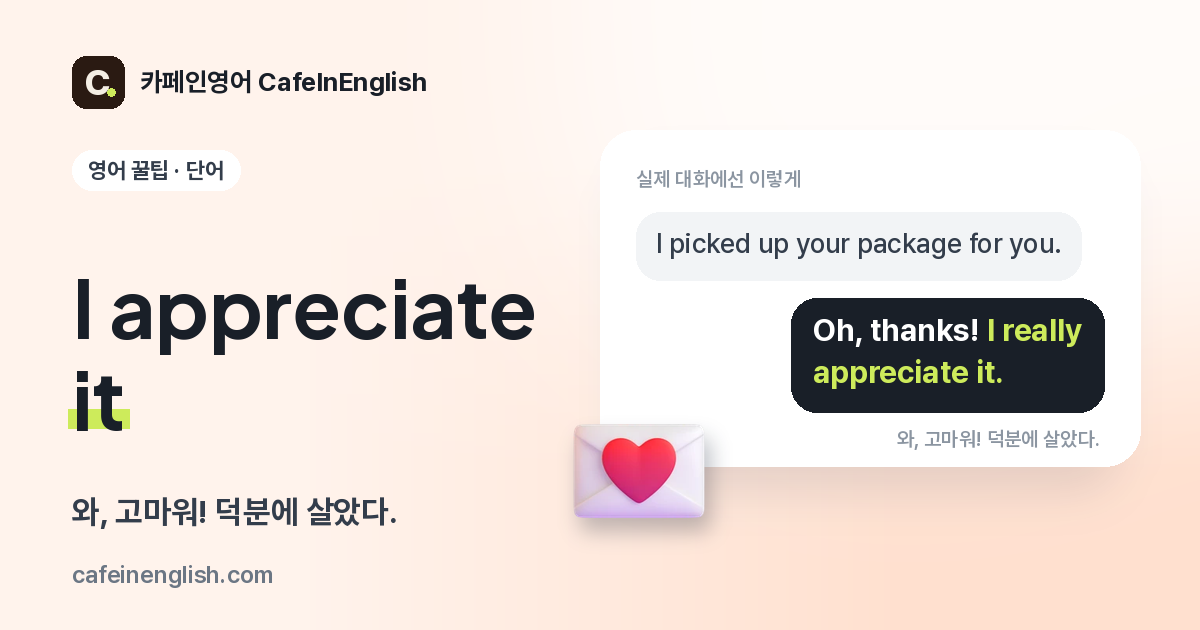 C
카페인영어 CafeInEnglish
영어 꿀팁 · 단어
I appreciate
it
와, 고마워! 덕분에 살았다.
cafeinenglish.com
실제 대화에선 이렇게
I picked up your package for you.
Oh, thanks! I really
appreciate it.
와, 고마워! 덕분에 살았다.